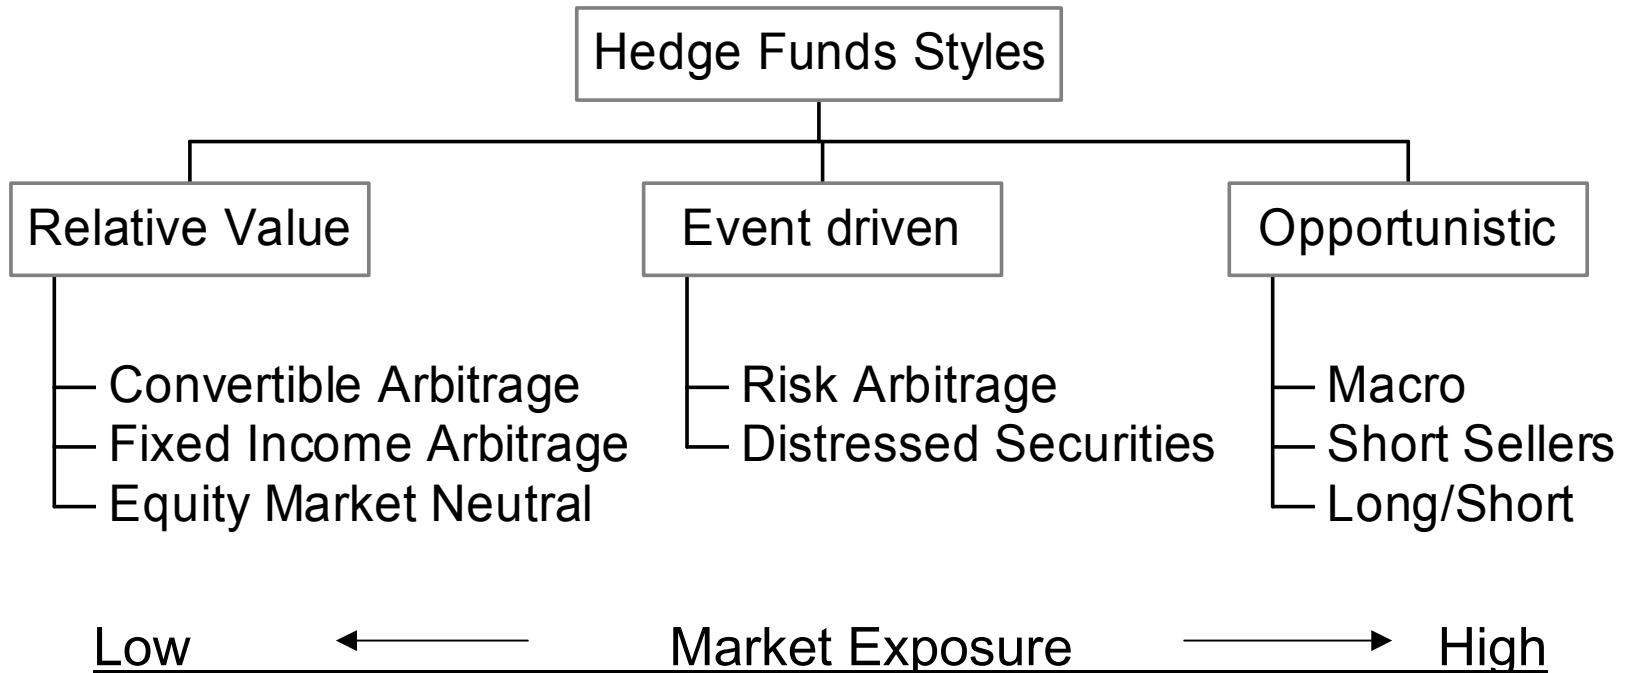 Hedge Funds Styles
Relative Value
Event driven
Opportunistic
Convertible Arbitrage
Fixed Income Arbitrage
Equity Market Neutral
Risk Arbitrage
Distressed Securities
Macro
Short Sellers
Long/Short
Low Market Exposure High